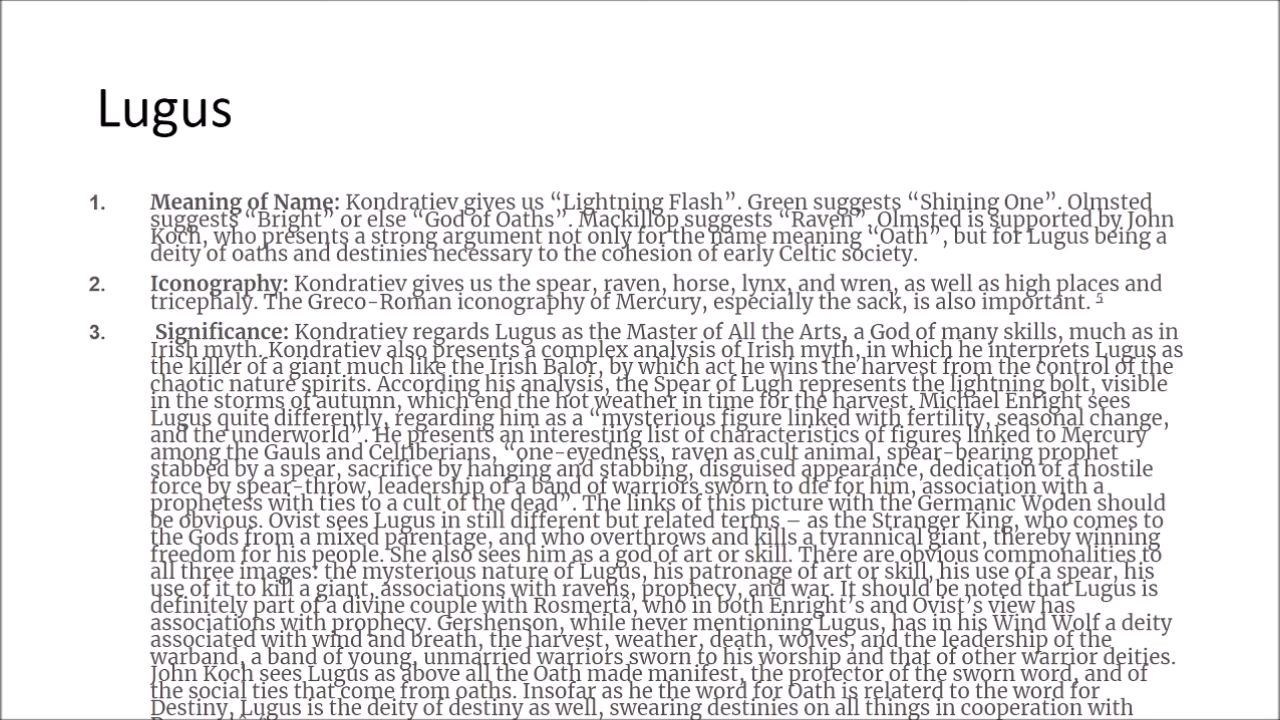 Lugus
1. Meaning of Name: Kondratiev gives us “Lightning Flash”. Green suggests “Shining One”. Olmsted
suggests “Bright” or else “God of Oaths”. Mackillop suggests “Raven”. Olmsted is supported by John
Koch, who presents a strong argument not only for the name meaning “Oath”, but for Lugus being a
deity of oaths and destinies necessary to the cohesion of early Celtic society.
2. Iconography: Kondratiev gives us the spear, raven, horse, lynx, and wren, as well as high places and
tricephaly. The Greco-Roman iconography of Mercury, especially the sack, is also important. 5
3. Significance: Kondratiev regards Lugus as the Master of All the Arts, a God of many skills, much as in
Irish myth. Kondratiev also presents a complex analysis of Irish myth, in which he interprets Lugus as
the killer of a giant much like the Irish Balor, by which act he wins the harvest from the control of the
chaotic nature spirits. According his analysis, the Spear of Lugh represents the lightning bolt, visible
in the storms of autumn, which end the hot weather in time for the harvest. Michael Enright sees
Lugus quite differently, regarding him as a “mysterious figure linked with fertility, seasonal change,
and the underworld”. He presents an interesting list of characteristics of figures linked to Mercury
among the Gauls and Celtiberians, “one-eyedness, raven as cult animal, spear-bearing prophet
stabbed by a spear, sacrifice by hanging and stabbing, disguised appearance, dedication of a hostile
force by spear-throw, leadership of a band of warriors sworn to die for him, association with a
prophetess with ties to a cult of the dead”. The links of this picture with the Germanic Woden should
be obvious. Ovist sees Lugus in still different but related terms – as the Stranger King, who comes to
the Gods from a mixed parentage, and who overthrows and kills a tyrannical giant, thereby winning
freedom for his people. She also sees him as a god of art or skill. There are obvious commonalities to
all three images: the mysterious nature of Lugus, his patronage of art or skill, his use of a spear, his
use of it to kill a giant, associations with ravens, prophecy, and war. It should be noted that Lugus is
definitely part of a divine couple with Rosmerta, who in both Enright’s and Ovist’s view has
associations with prophecy. Gershenson, while never mentioning Lugus, has in his Wind Wolf a deity
associated with wind and breath, the harvest, weather, death, wolves, and the leadership of the
warband, a band of young, unmarried warriors sworn to his worship and that of other warrior deities.
John Koch sees Lugus as above all the Oath made manifest, the protector of the sworn word, and of
the social ties that come from oaths. Insofar as he the word for Oath is relaterd to the word for
Destiny, Lugus is the deity of destiny as well, swearing destinies on all things in cooperation with